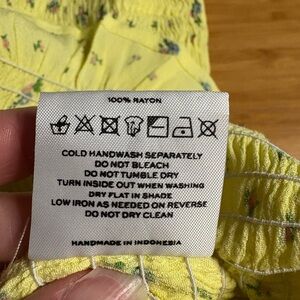 100% RAYON
COLD HANDWASH SEPARATELY
DO NOT BLEACH
DO NOT TUMBLE DRY
TURN INSIDE OUT WHEN WASHING
DRY FLAT IN SHADE
LOW IRON AS NEEDED ON REVERSE
DO NOT DRY CLEAN
HANDMADE IN INDONESIA